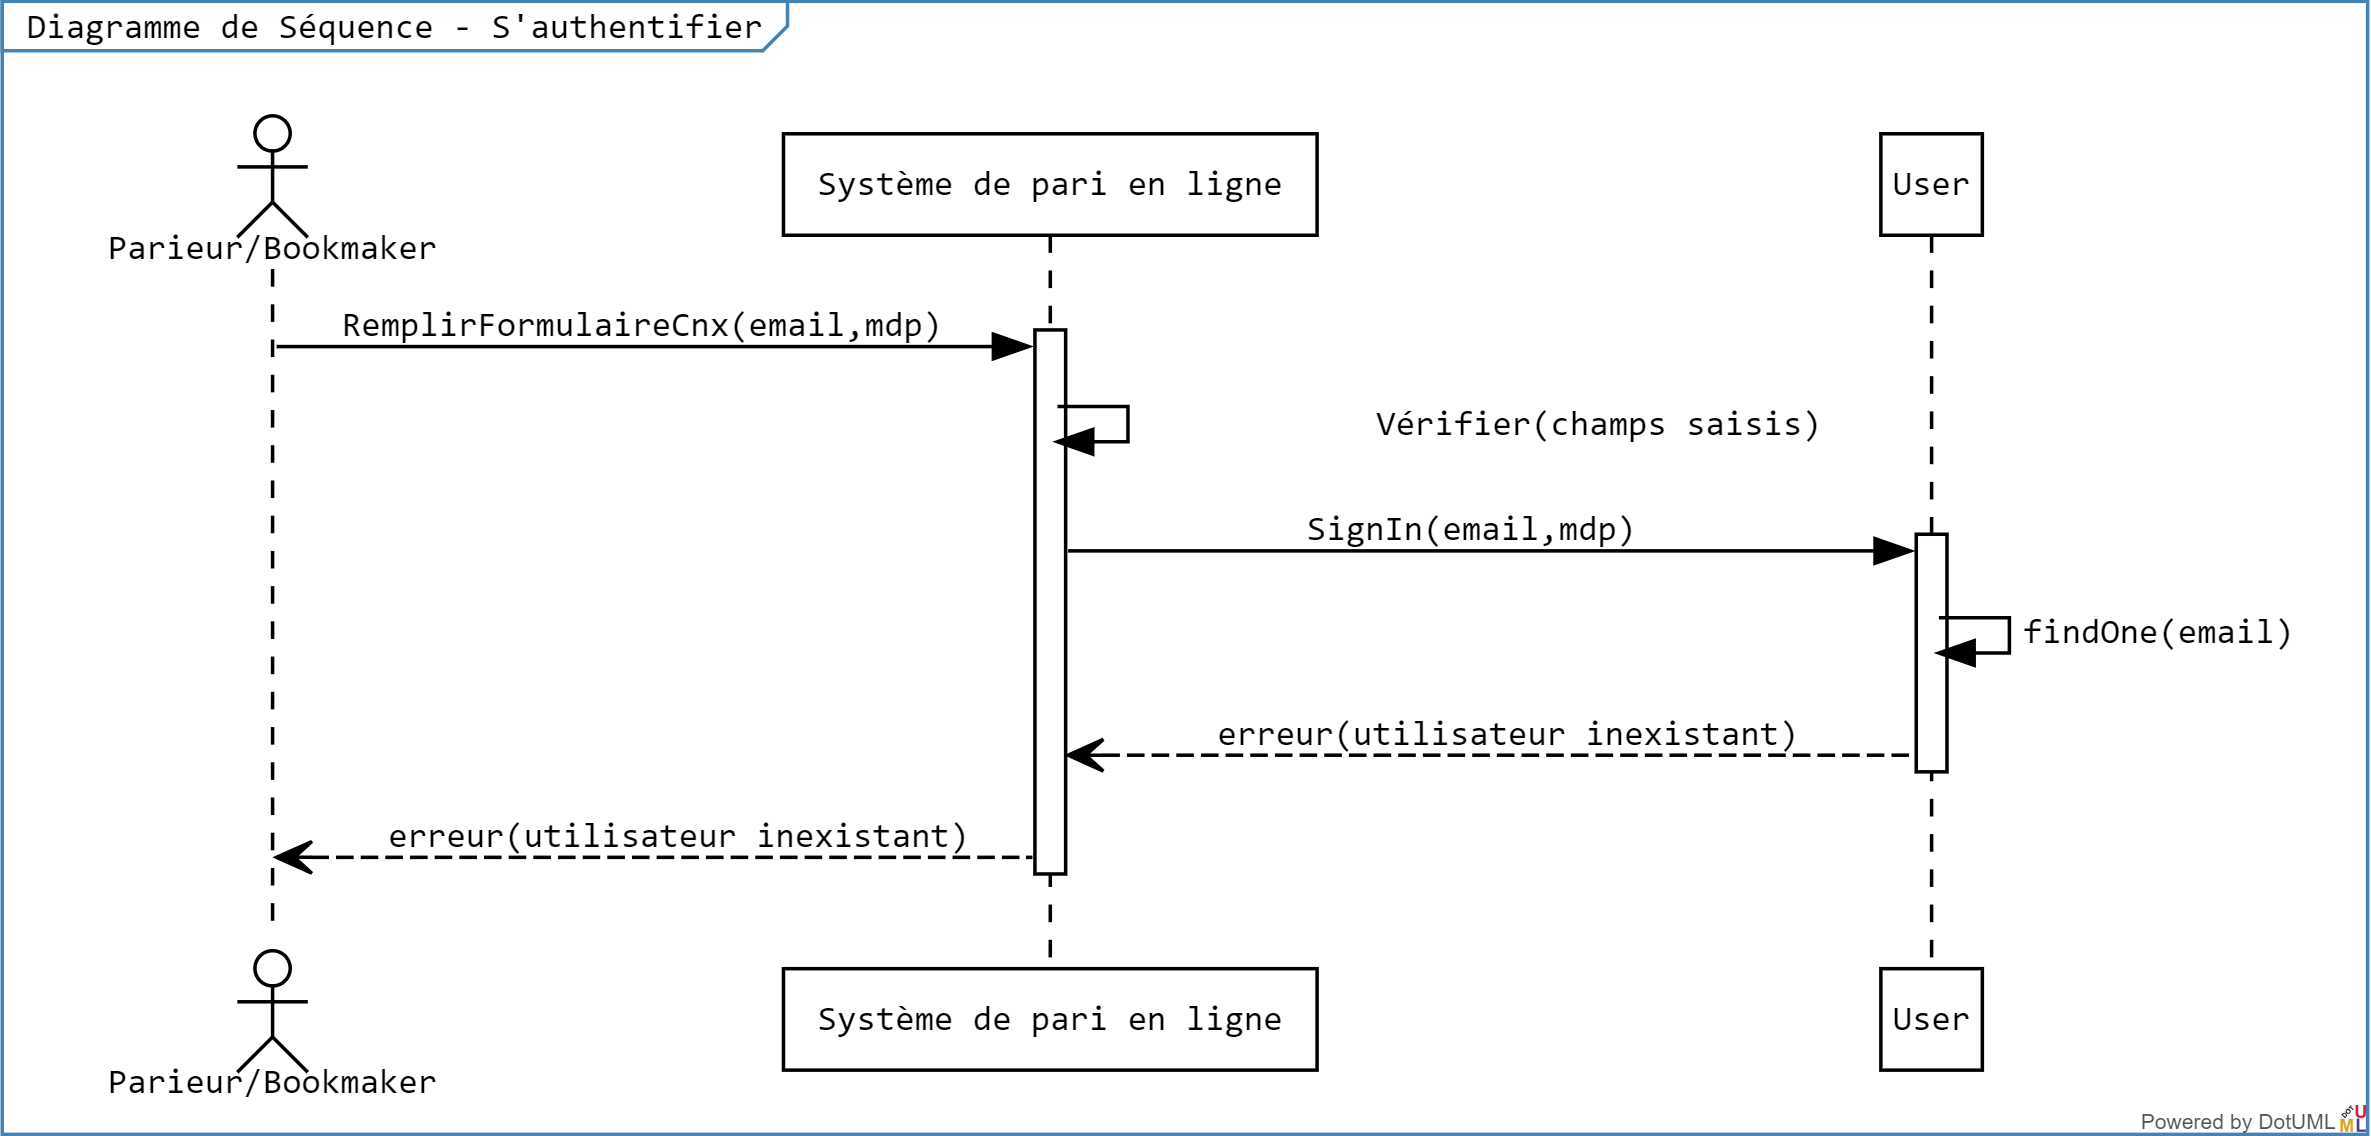 Diagramme de Séquence - S'authentifier
Parieur/Bookmaker
Système de pari en ligne
User
RemplirFormulaireCnx(email,mdp)
Vérifier(champs saisis)
SignIn(email,mdp)
findOne(email)
erreur(utilisateur inexistant)
erreur(utilisateur inexistant)
Parieur/Bookmaker
Système de pari en ligne
User
Powered by DotUML
DOT U
ML